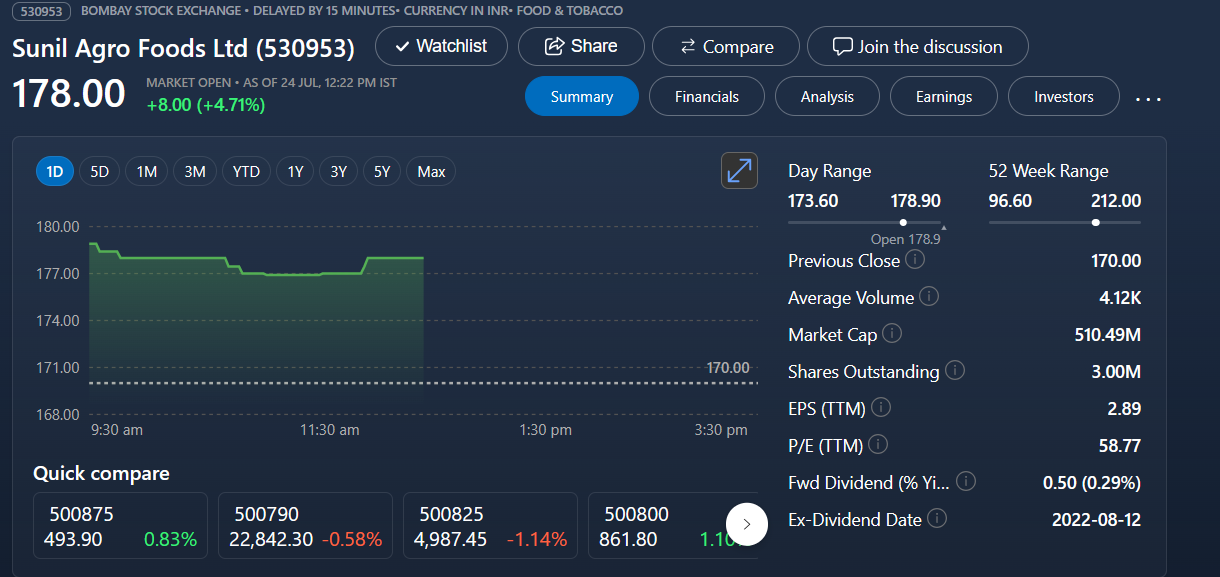 530953 BOMBAY STOCK EXCHANGE • DELAYED BY 15 MINUTES• CURRENCY IN INR• FOOD & TOBACCO
Sunil Agro Foods Ltd (530953)
Watchlist
Share
Compare
Join the discussion
178.00
MARKET OPEN • AS OF 24 JUL, 12:22 PM IST
+8.00 (+4.71%)
Summary
Financials
Analysis
Earnings
Investors
...
1D 5D 1M 3M YTD 1Y 3Y 5Y Max
180.00
177.00
174.00
171.00
170.00
168.00
9:30 am 11:30 am 1:30 pm 3:30 pm
Day Range
173.60 178.90
Open 178.9
52 Week Range
96.60 212.00
Previous Close 170.00
Average Volume 4.12K
Market Cap 510.49M
Shares Outstanding 3.00M
EPS (TTM) 2.89
P/E (TTM) 58.77
Fwd Dividend (% Yi... 0.50 (0.29%)
Ex-Dividend Date 2022-08-12
Quick compare
500875
493.90 0.83%
500790
22,842.30 -0.58%
500825
4,987.45 -1.14%
500800
861.80